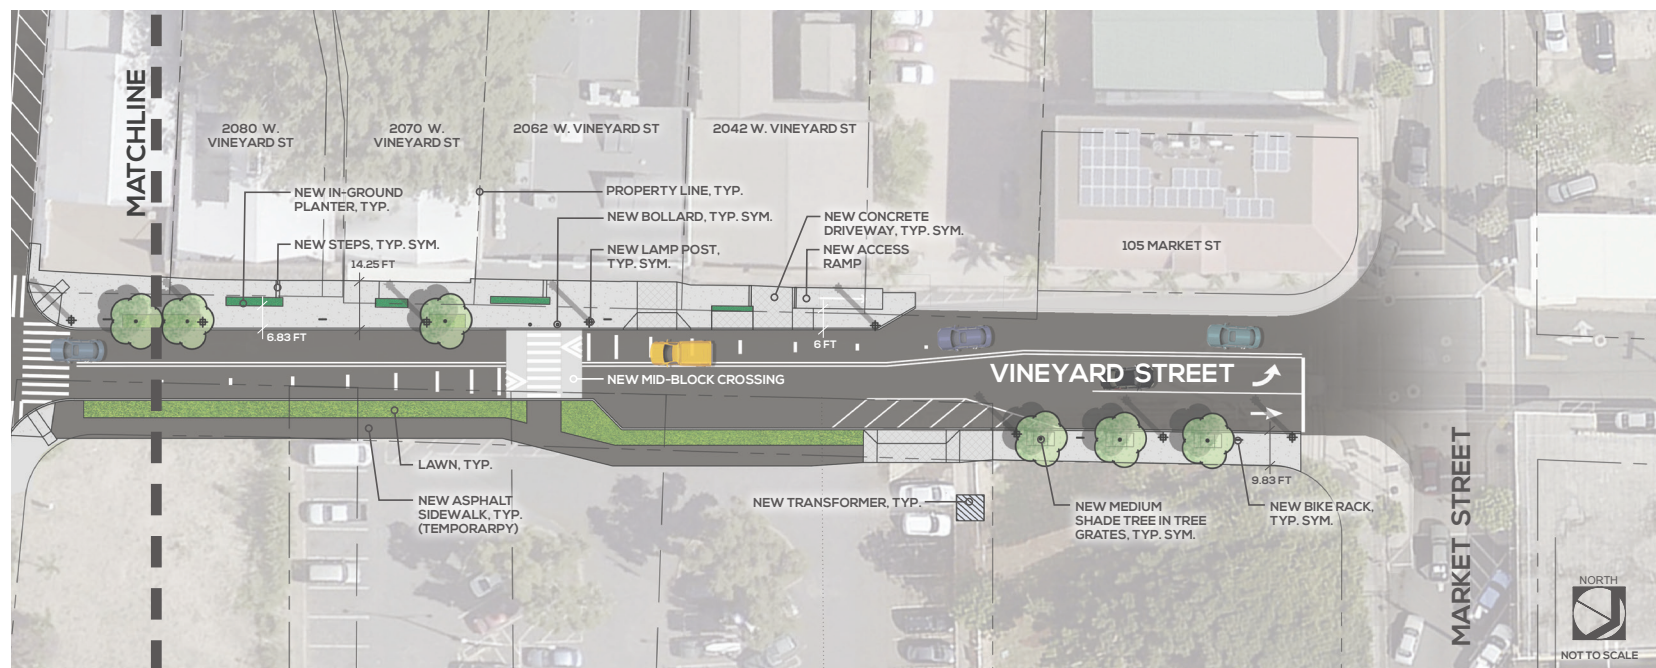 MATCHLINE
2080 W.
VINEYARD ST
2070 W.
VINEYARD ST
2062 W. VINEYARD ST
2042 W. VINEYARD ST
NEW IN-GROUND
PLANTER, TYP.
PROPERTY LINE, TYP.
NEW BOLLARD, TYP. SYM.
NEW CONCRETE
DRIVEWAY, TYP. SYM.
NEW STEPS, TYP. SYM.
NEW LAMP POST,
TYP. SYM.
NEW ACCESS
RAMP
105 MARKET ST
14.25 FT
6.83 FT
6 FT
NEW MID-BLOCK CROSSING
VINEYARD STREET
LAWN, TYP.
NEW ASPHALT
SIDEWALK, TYP.
(TEMPORARPY)
NEW TRANSFORMER, TYP.
NEW MEDIUM
SHADE TREE IN TREE
GRATES, TYP. SYM.
9.83 FT
NEW BIKE RACK,
TYP. SYM.
MARKET STREET
NORTH
NOT TO SCALE